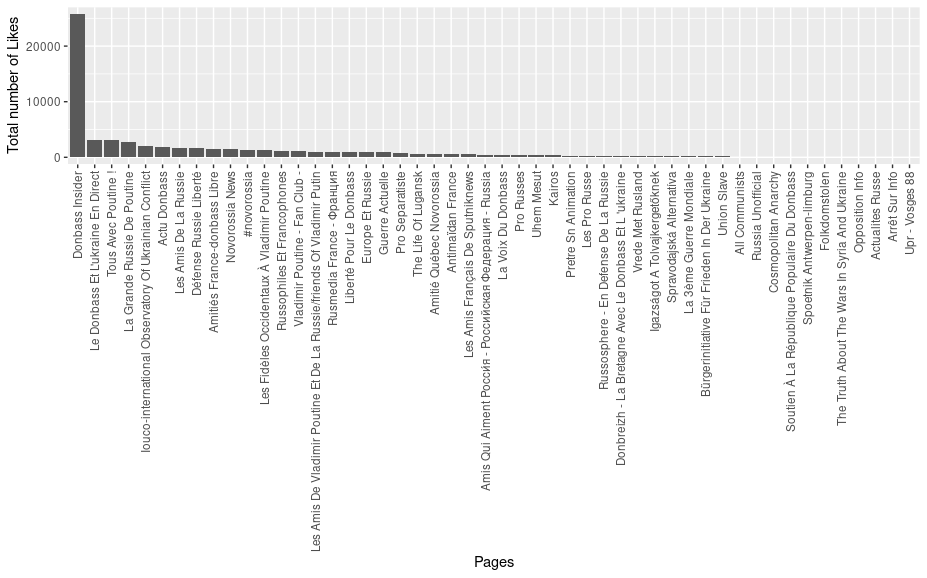 Total number of Likes
20000
10000
0
Donbass Insider
Le Donbass Et L'ukraine En Direct
Tous Avec Poutine !
La Grande Russie De Poutine
Iouco-international Observatory Of Ukrainian Conflict
Actu Donbass
Les Amis De La Russie
Défense Russie Liberté
Amitiés France-donbass Libre
Novorossia News
#novorossia
Les Fidèles Occidentaux À Vladimir Poutine
Russophiles Et Francophones
Vladimir Poutine - Fan Club -
Les Amis De Vladimir Poutine Et De La Russie/friends Of Vladimir Putin
Rusmedia France - Франция
Liberté Pour Le Donbass
Europe Et Russie
Guerre Actuelle
Pro Separatiste
The Life Of Lugansk
Amitié Québec Novorossia
Antimaïdan France
Les Amis Français De Sputniknews
Amis Qui Aiment Россия - Российская Федерация - Russia
La Voix Du Donbass
Pro Russes
Uhem Mesut
Kairos
Pretre Sn Animation
Les Pro Russe
Russosphere - En Defense De La Russiie
Donbreizh - La Bretagne Avec Le Donbass Et L 'ukraine
Vrede Met Rusland
Igazságot A Tolvajkergetőknek
Spravodajská Alternativa
La 3ème Guerre Mondiale
Bürgerinitiative Für Frieden In Der Ukraine
Union Slave
All Communists
Russia Unofficial
Cosmopolitan Anarchy
Soutien À La République Populaire Du Donbass
Spoetnik Antwerpen-limburg
Folkdomstolen
The Truth About The Wars In Syria And Ukraine
Opposition Info
Actualites Russe
Arrêt Sur Info
Upr - Vosges 88
Pages